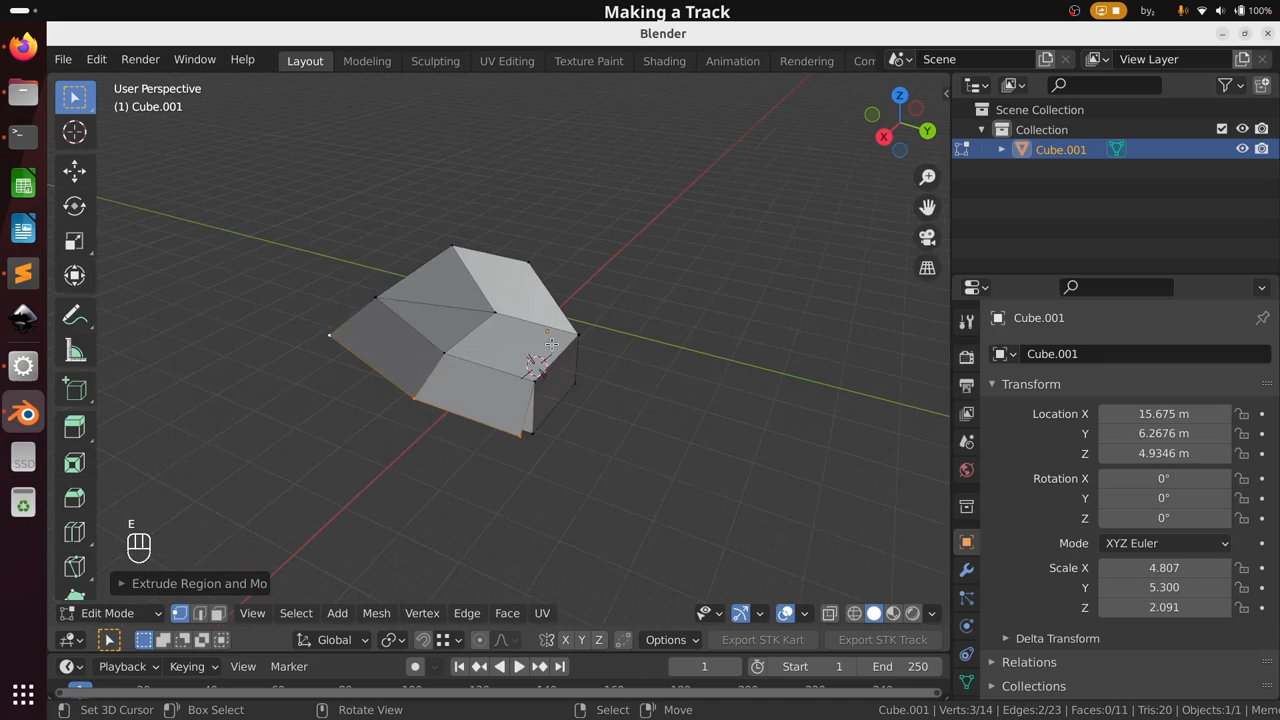 Making a Track
by₂
100%
Blender
File Edit Render Window Help
Layout Modeling Sculpting UV Editing Texture Paint Shading Animation Rendering Com
Scene
View Layer
User Perspective
(1) Cube.001
Z
Y
X
Scene Collection
Collection
Cube.001
Cube.001
Cube.001
Transform
Location X 15.675 m
Y 6.2676 m
Z 4.9346 m
Rotation X 0°
Y 0°
Z 0°
Mode XYZ Euler
Scale X 4.807
Y 5.300
Z 2.091
Delta Transform
Relations
Collections
SSD
E
Extrude Region and Mo
Edit Mode View Select Add Mesh Vertex Edge Face UV
Global X Y Z Options Export STK Kart Export STK Track
Playback Keying View Marker 1 Start 1 End 250
Set 3D Cursor Box Select Rotate View Select Move Cube.001 | Verts:3/14 | Edges:2/23 | Faces:0/11 | Tris:20 | Objects:1/1 | Mem